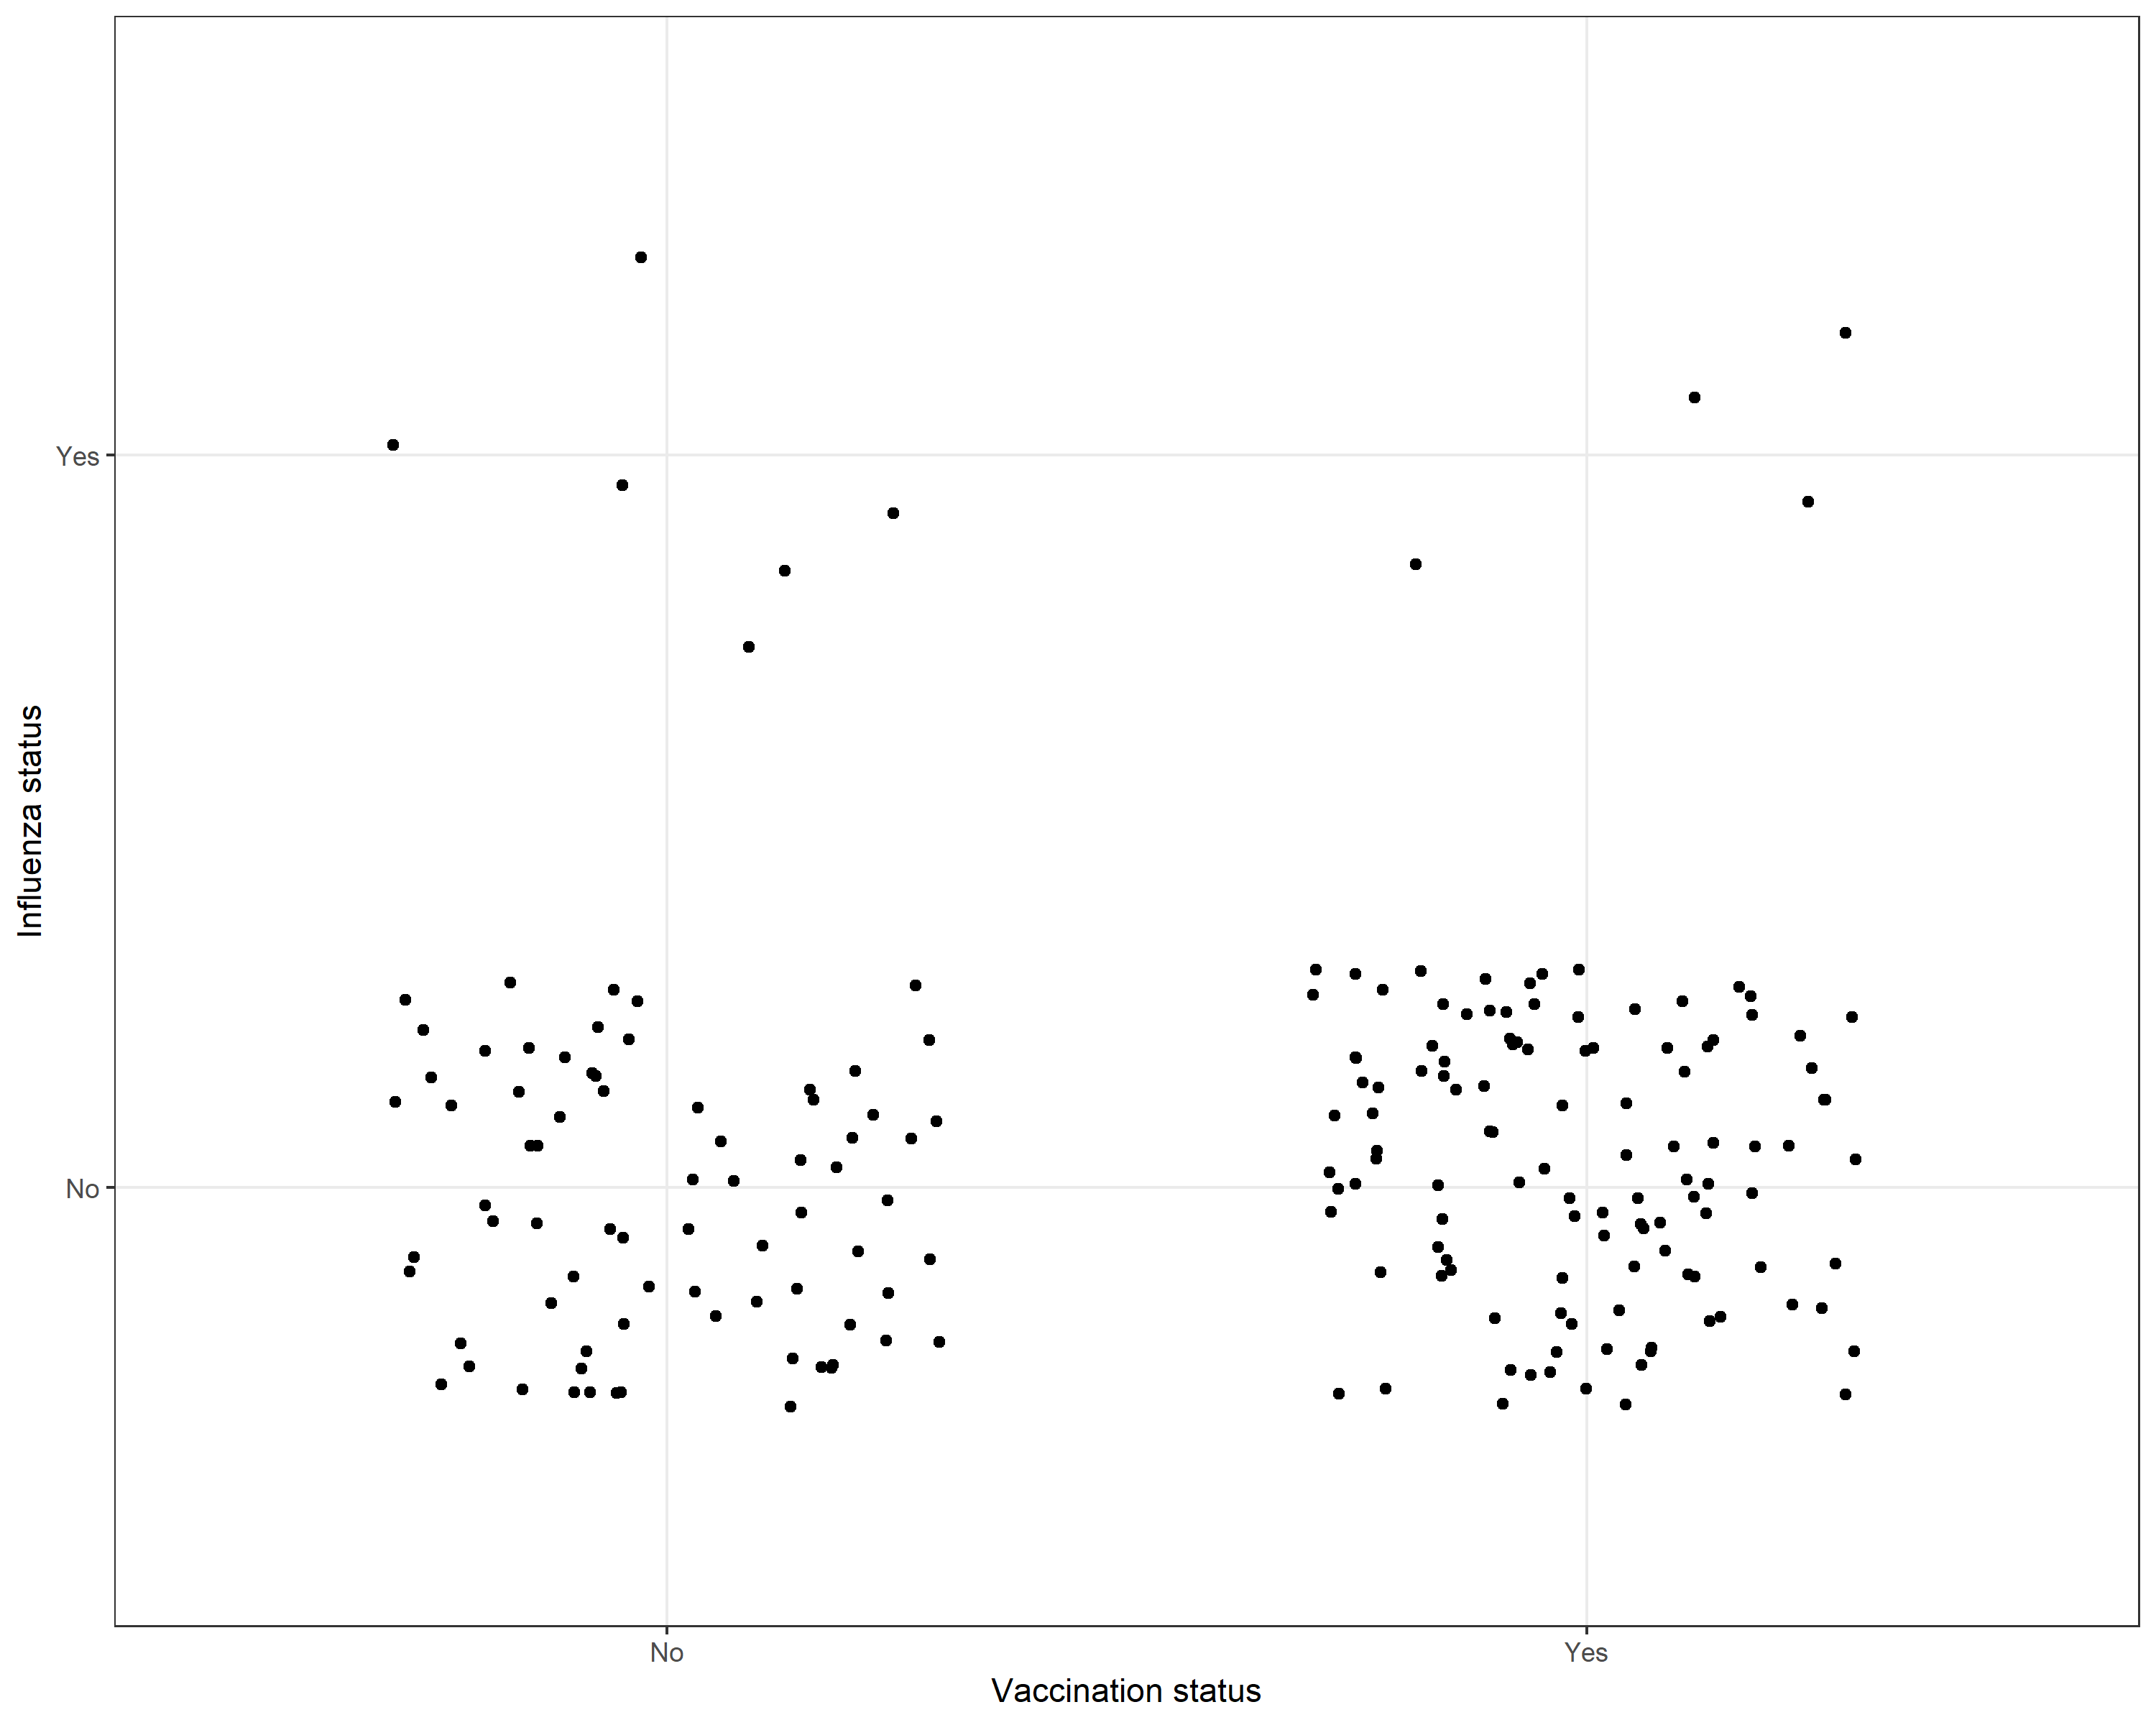 Influenza status
Yes
No
No
Yes
Vaccination status